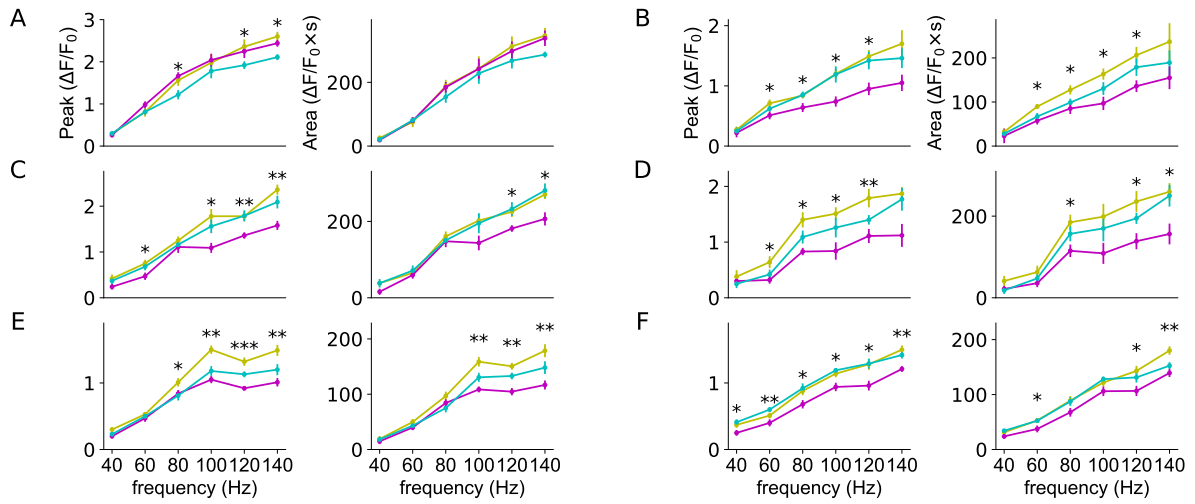 A
Peak (ΔF/F0)
3
2
1
0
* * *
Area (ΔF/F0×s)
200
0
B
Peak (ΔF/F0)
2
1
0
* * * *
Area (ΔF/F0×s)
200
100
0
* * * *
C
2
1
0
* * ** **
200
0
* *
D
2
1
0
* * * **
200
0
* * *
E
1
0
* ** *** **
40 60 80 100 120 140
frequency (Hz)
200
100
0
** ** **
40 60 80 100 120 140
frequency (Hz)
F
1
0
* ** * * * **
40 60 80 100 120 140
frequency (Hz)
200
100
0
* * **
40 60 80 100 120 140
frequency (Hz)